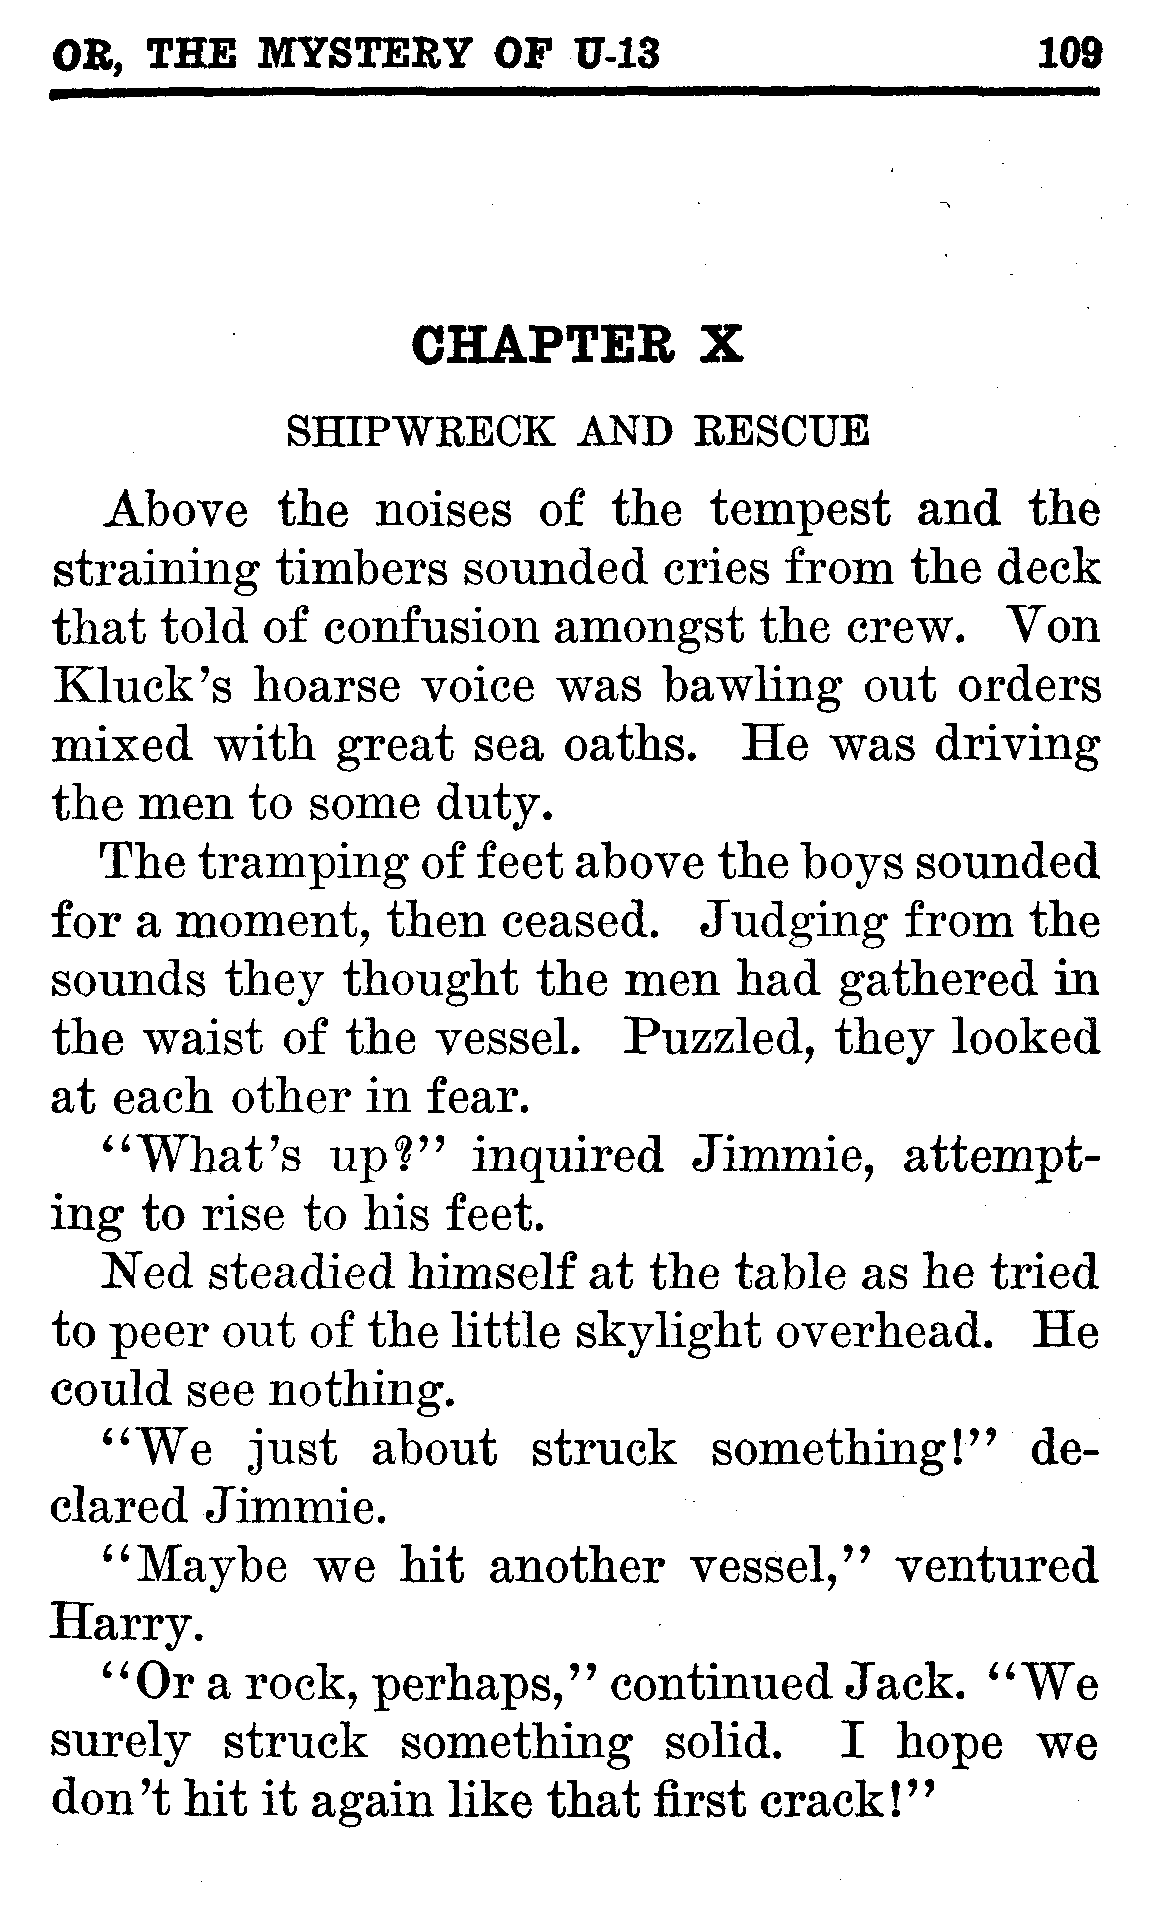 OR, THE MYSTERY OF U-13 109
CHAPTER X
SHIPWRECK AND RESCUE
Above the noises of the tempest and the
straining timbers sounded cries from the deck
that told of confusion amongst the crew. Von
Kluck's hoarse voice was bawling out orders
mixed with great sea oaths. He was driving
the men to some duty.
The tramping of feet above the boys sounded
for a moment, then ceased. Judging from the
sounds they thought the men had gathered in
the waist of the vessel. Puzzled, they looked
at each other in fear.
“What's up?” inquired Jimmie, attempt-
ing to rise to his feet.
Ned steadied himself at the table as he tried
to peer out of the little skylight overhead. He
could see nothing.
“We just about struck something!” de-
clared Jimmie.
“Maybe we hit another vessel,” ventured
Harry.
“Or a rock, perhaps,” continued Jack. “We
surely struck something solid. I hope we
don't hit it again like that first crack!”